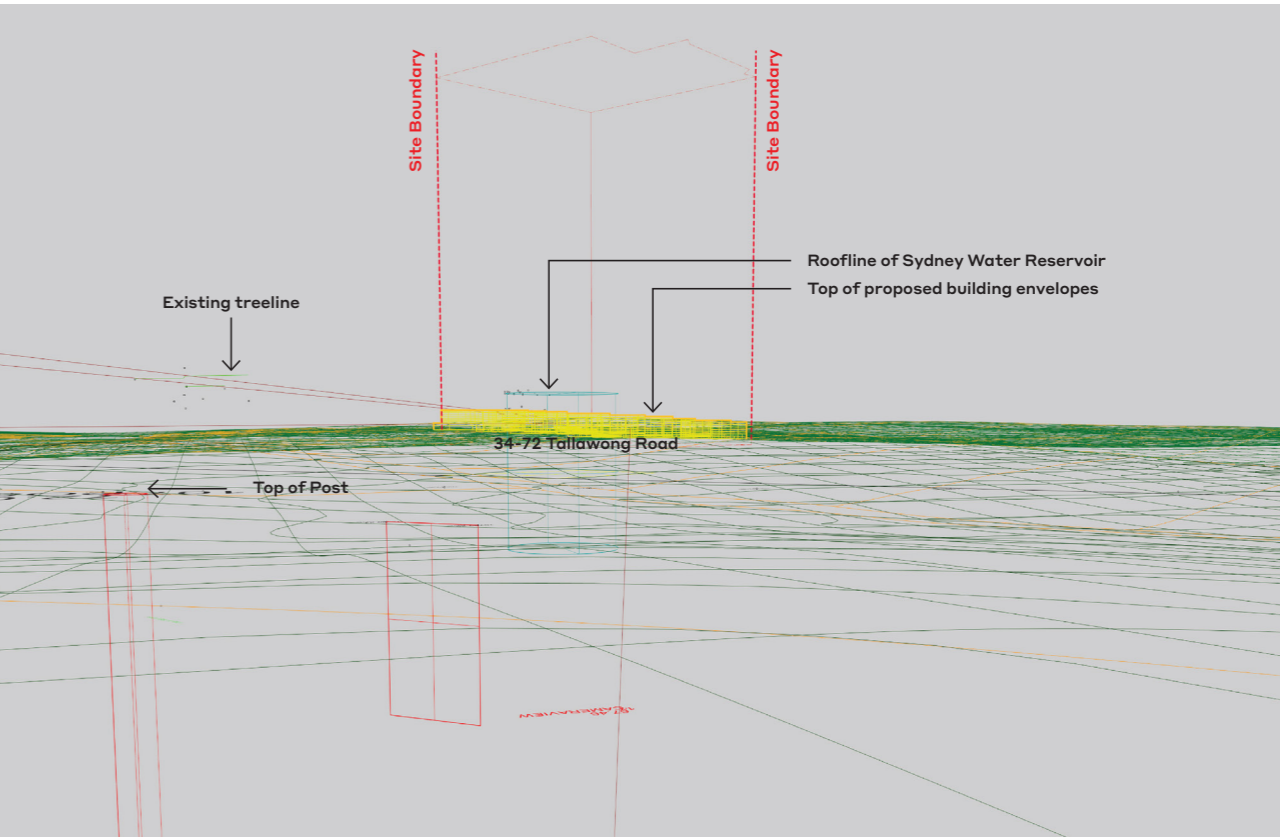 Site Boundary
Site Boundary
Roofline of Sydney Water Reservoir
Top of proposed building envelopes
Existing treeline
34-72 Tallawong Road
Top of Post
CAMERAVIEW